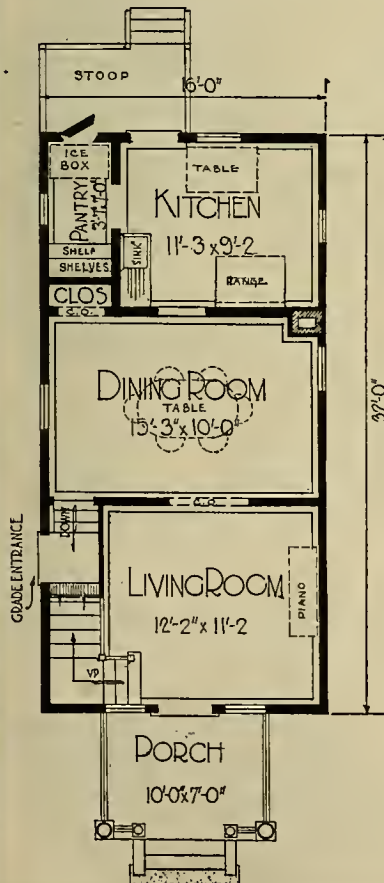 STOOP
16'-0"
ICE
BOX
PANTRY
TABLE
KITCHEN
11'-3 x 9'-2
SINK
SHELF
SHELVES
RANGE
CLOS
C.O.
DINING ROOM
TABLE
15'-3" x 10'-0"
32'-0"
C.O.
DOWN
GRADE ENTRANCE
LIVING ROOM
12'-2" x 11'-2
PIANO
UP
PORCH
10'-0 x 7'-0"